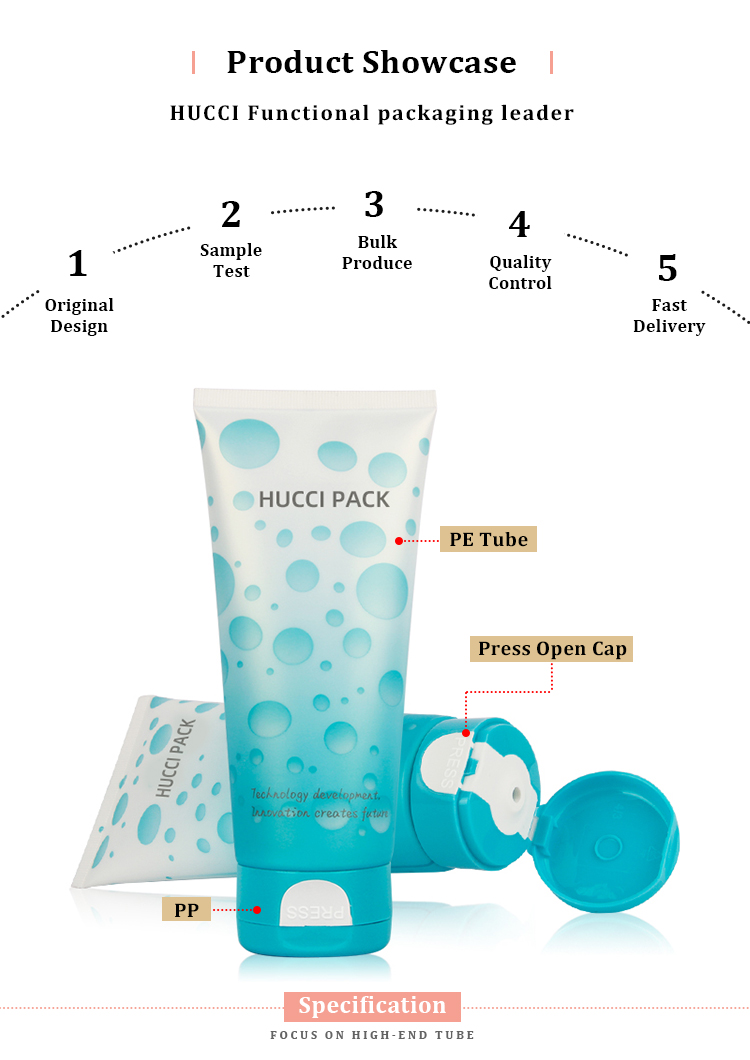 Product Showcase
HUCCI Functional packaging leader
1
Original
Design
2
Sample
Test
3
Bulk
Produce
4
Quality
Control
5
Fast
Delivery
HUCCI PACK
PE Tube
Press Open Cap
PRESS
HUCCI PACK
Technology development,
Innovation creates future
PP
PRESS
Specification
FOCUS ON HIGH-END TUBE